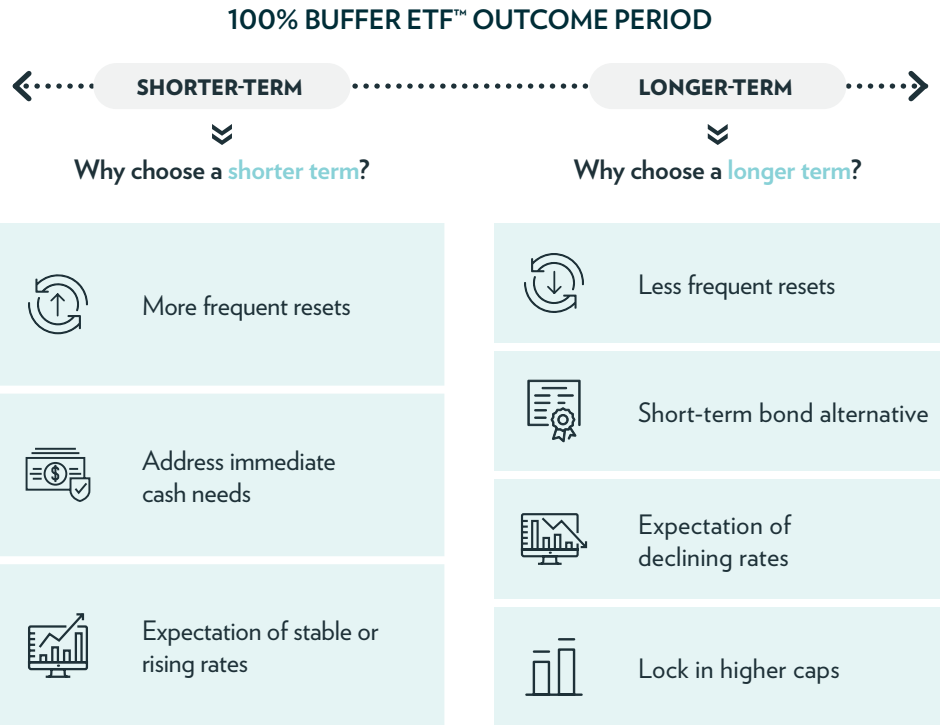 100% BUFFER ETF™ OUTCOME PERIOD
SHORTER-TERM
LONGER-TERM
Why choose a shorter term?
Why choose a longer term?
More frequent resets
Address immediate
cash needs
Expectation of stable or
rising rates
Less frequent resets
Short-term bond alternative
Expectation of
declining rates
Lock in higher caps